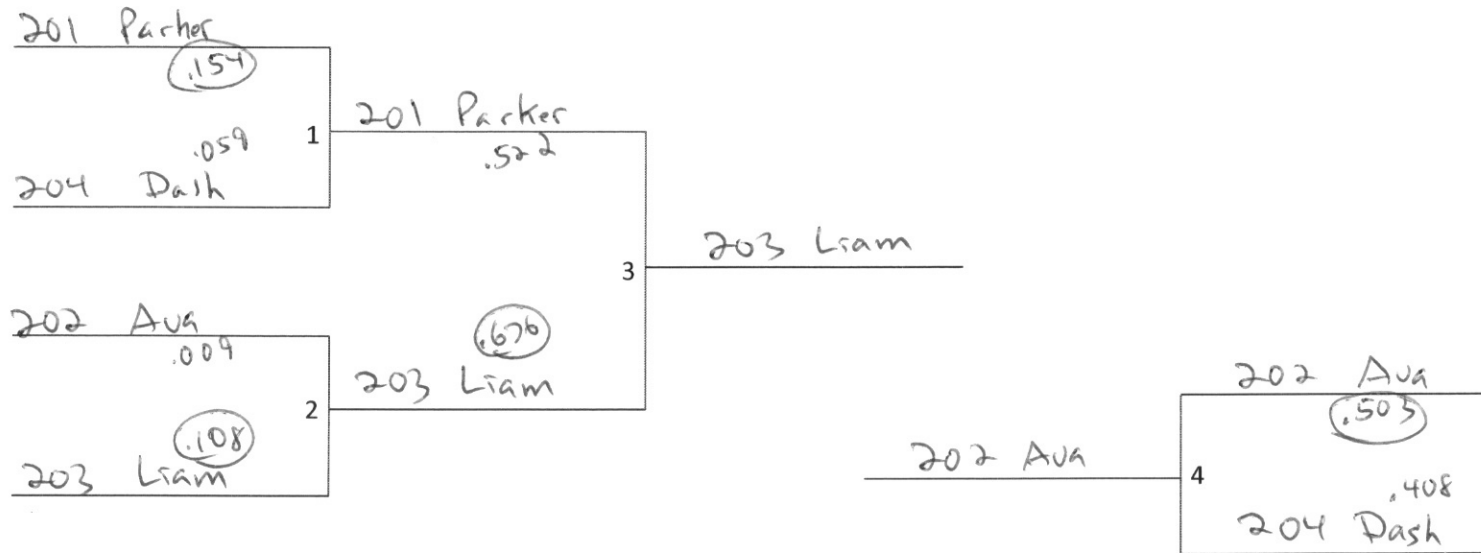 201 Parker
.154
1
.059
204 Dash
201 Parker
.522
3
203 Liam
202 Ava
.009
2
.108
203 Liam
.676
203 Liam
202 Ava
4
202 Ava
.503
.408
204 Dash